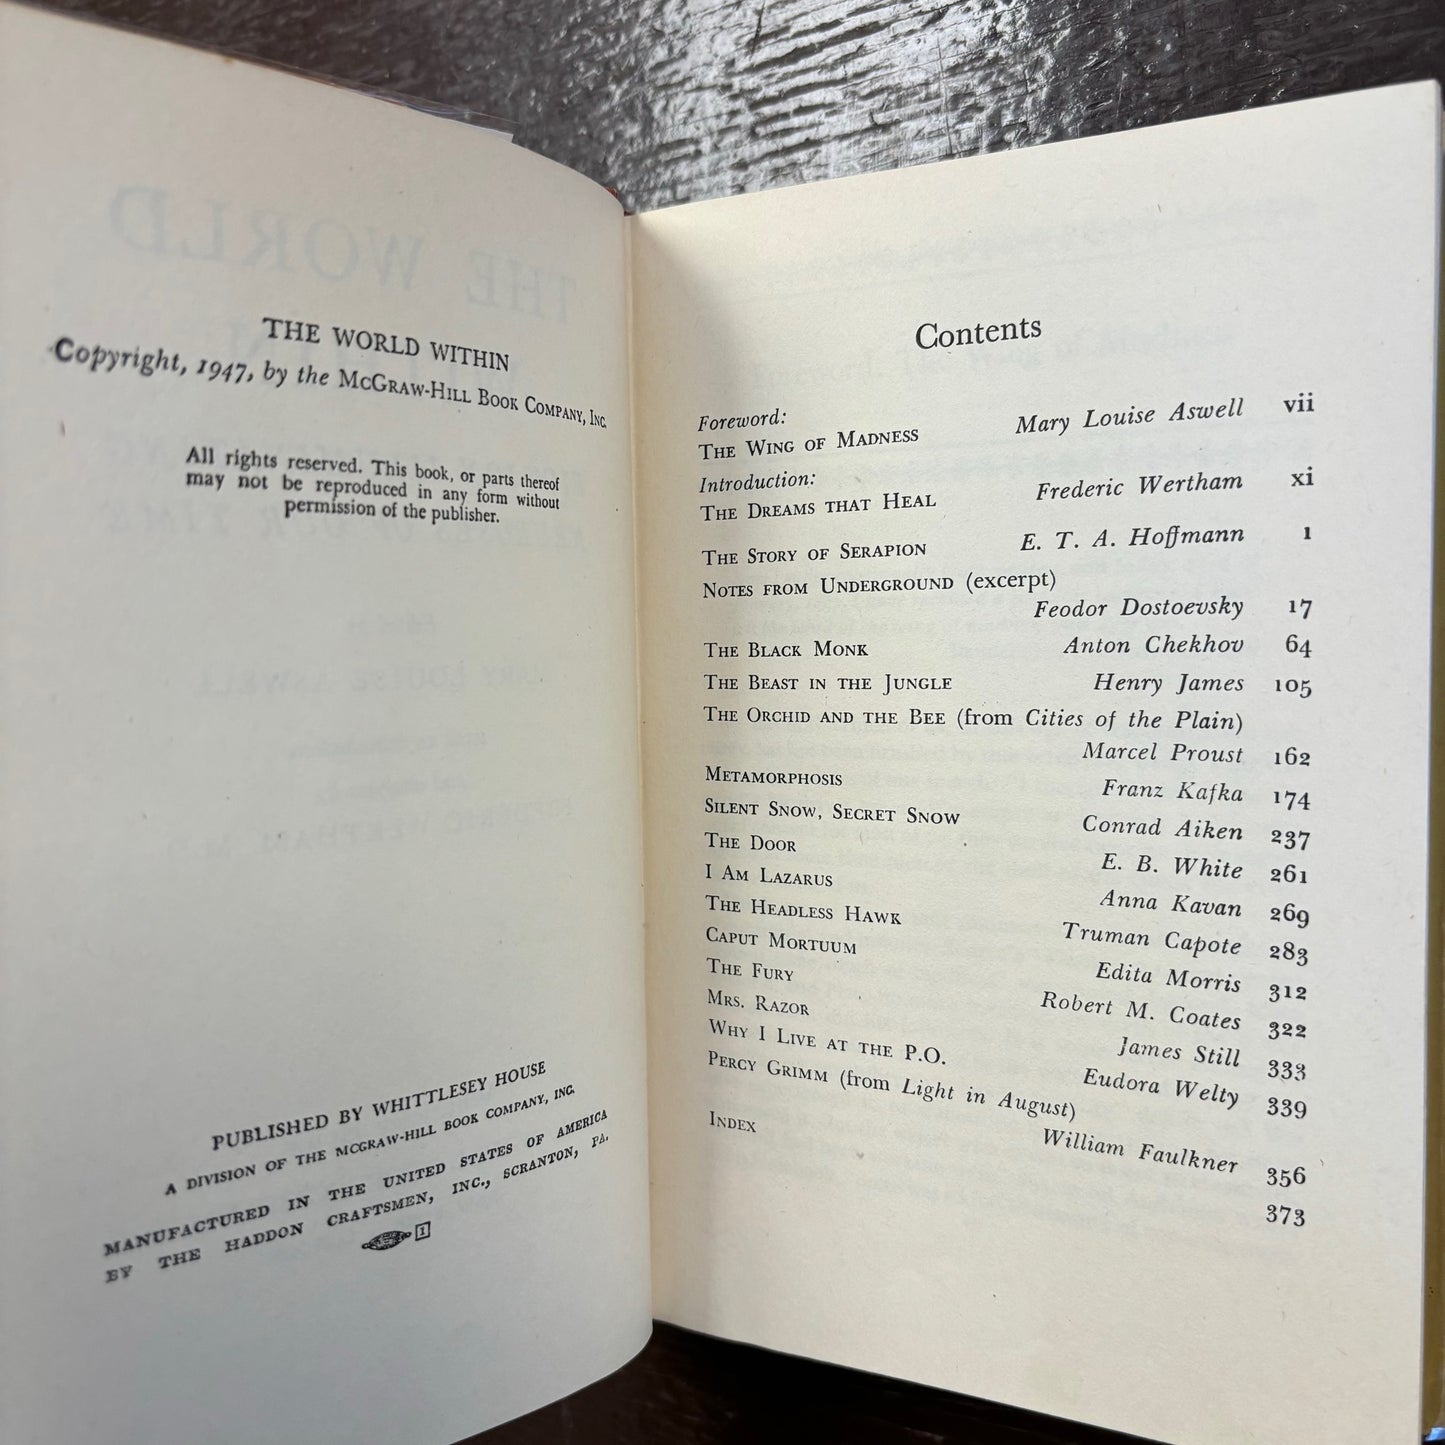 THE WORLD WITHIN
Copyright, 1947, by the McGraw-Hill Book Company, Inc.
All rights reserved. This book, or parts thereof
may not be reproduced in any form without
permission of the publisher.
PUBLISHED BY WHITTLESEY HOUSE
A DIVISION OF THE MCGRAW-HILL BOOK COMPANY, INC.
MANUFACTURED IN THE UNITED STATES OF AMERICA
BY THE HADDON CRAFTSMEN, INC., SCRANTON, PA.
1
Contents
Foreword:
The Wing of Madness Mary Louise Aswell vii
Introduction:
The Dreams that Heal Frederic Wertham xi
The Story of Serapion E. T. A. Hoffmann 1
Notes from Underground (excerpt)
Feodor Dostoevsky 17
The Black Monk Anton Chekhov 64
The Beast in the Jungle Henry James 105
The Orchid and the Bee (from Cities of the Plain)
Marcel Proust 162
Metamorphosis Franz Kafka 174
Silent Snow, Secret Snow Conrad Aiken 237
The Door E. B. White 261
I Am Lazarus Anna Kavan 269
The Headless Hawk Truman Capote 283
Caput Mortuum Edita Morris 312
The Fury Robert M. Coates 322
Mrs. Razor James Still 333
Why I Live at the P.O. Eudora Welty 339
Percy Grimm (from Light in August)
William Faulkner 356
Index 373